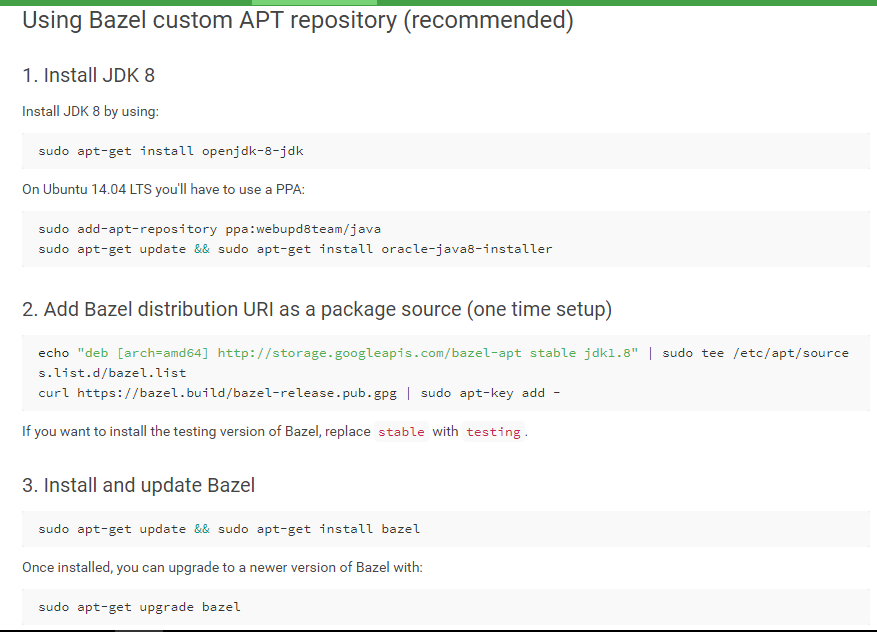 Using Bazel custom APT repository (recommended)
1. Install JDK 8
Install JDK 8 by using:
sudo apt-get install openjdk-8-jdk
On Ubuntu 14.04 LTS you'll have to use a PPA:
sudo add-apt-repository ppa:webupd8team/java
sudo apt-get update && sudo apt-get install oracle-java8-installer
2. Add Bazel distribution URI as a package source (one time setup)
echo "deb [arch=amd64] http://storage.googleapis.com/bazel-apt stable jdk1.8" | sudo tee /etc/apt/source
s.list.d/bazel.list
curl https://bazel.build/bazel-release.pub.gpg | sudo apt-key add -
If you want to install the testing version of Bazel, replace stable with testing.
3. Install and update Bazel
sudo apt-get update && sudo apt-get install bazel
Once installed, you can upgrade to a newer version of Bazel with:
sudo apt-get upgrade bazel